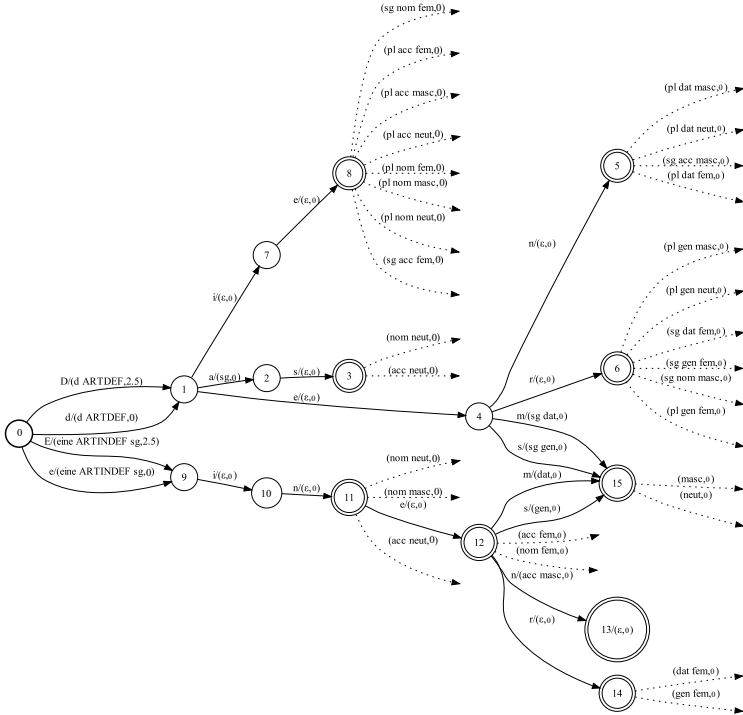 (sg nom fem,0)
(pl acc fem,0)
(pl acc masc,0)
(pl acc neut,0)
8
(pl nom fem,0)
(pl nom masc,0)
(pl nom neut,0)
(sg acc fem,0)
e/(ε,0)
7
i/(ε,0)
D/(d ARTDEF,2.5)
1
a/(sg,0)
2
s/(ε,0)
3
(nom neut,0)
(acc neut,0)
e/(ε,0)
d/(d ARTDEF,0)
0
E/(eine ARTINDEF sg,2.5)
e/(eine ARTINDEF sg,0)
9
i/(ε,0)
10
n/(ε,0)
11
(nom neut,0)
(nom masc,0)
e/(ε,0)
(acc neut,0)
4
n/(ε,0)
5
(pl dat masc,0)
(pl dat neut,0)
(sg acc masc,0)
(pl dat fem,0)
r/(ε,0)
6
(pl gen masc,0)
(pl gen neut,0)
(sg dat fem,0)
(sg gen fem,0)
(sg nom masc,0)
(pl gen fem,0)
m/(sg dat,0)
s/(sg gen,0)
m/(dat,0)
s/(gen,0)
15
(masc,0)
(neut,0)
12
(acc fem,0)
(nom fem,0)
n/(acc masc,0)
13/(ε,0)
r/(ε,0)
14
(dat fem,0)
(gen fem,0)